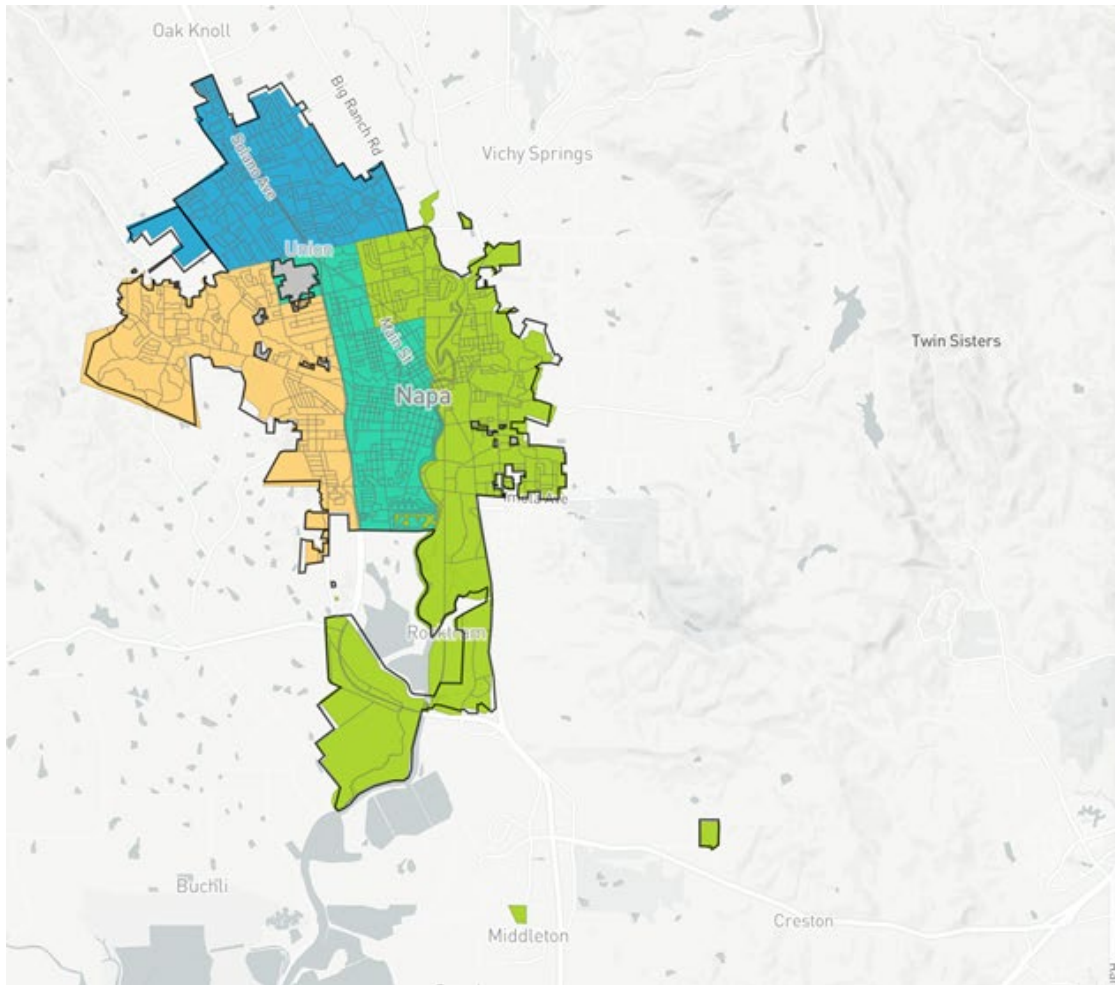 Oak Knoll
Big Ranch Rd
Solano Ave
Vichy Springs
Union
Twin Sisters
Main St
Napa
Imola Ave
Buchli
Creston
Middleton